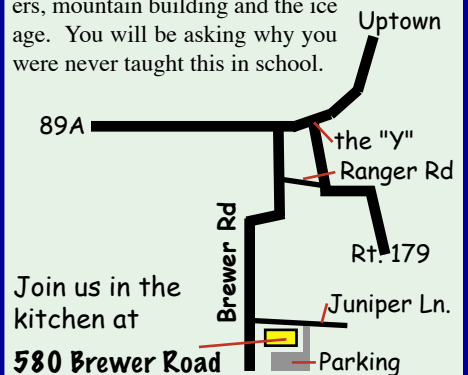 ers, mountain building and the ice
age. You will be asking why you
were never taught this in school.
Uptown
89A
the "Y"
Ranger Rd
Brewer Rd
Rt. 179
Join us in the
kitchen at
580 Brewer Road
Juniper Ln.
Parking